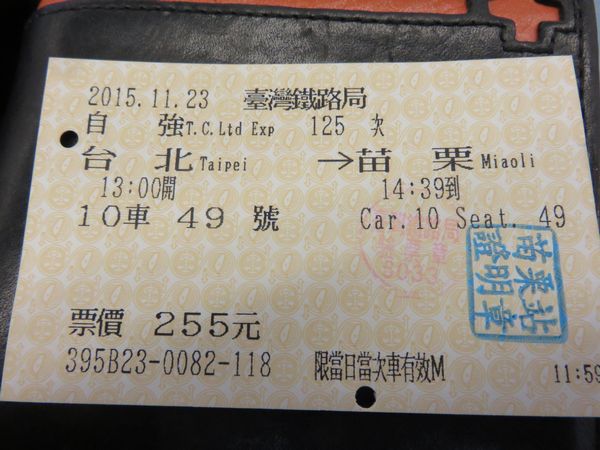 2015.11.23 臺灣鐵路局
自 強 T.C.Ltd Exp 125 次
台 北 Taipei →苗 栗 Miaoli
13:00開 14:39到
10車 49 號 Car.10 Seat. 49
5033
苗栗站
證明章
票價 255元
395B23-0082-118 限當日當次車有效M 11:59